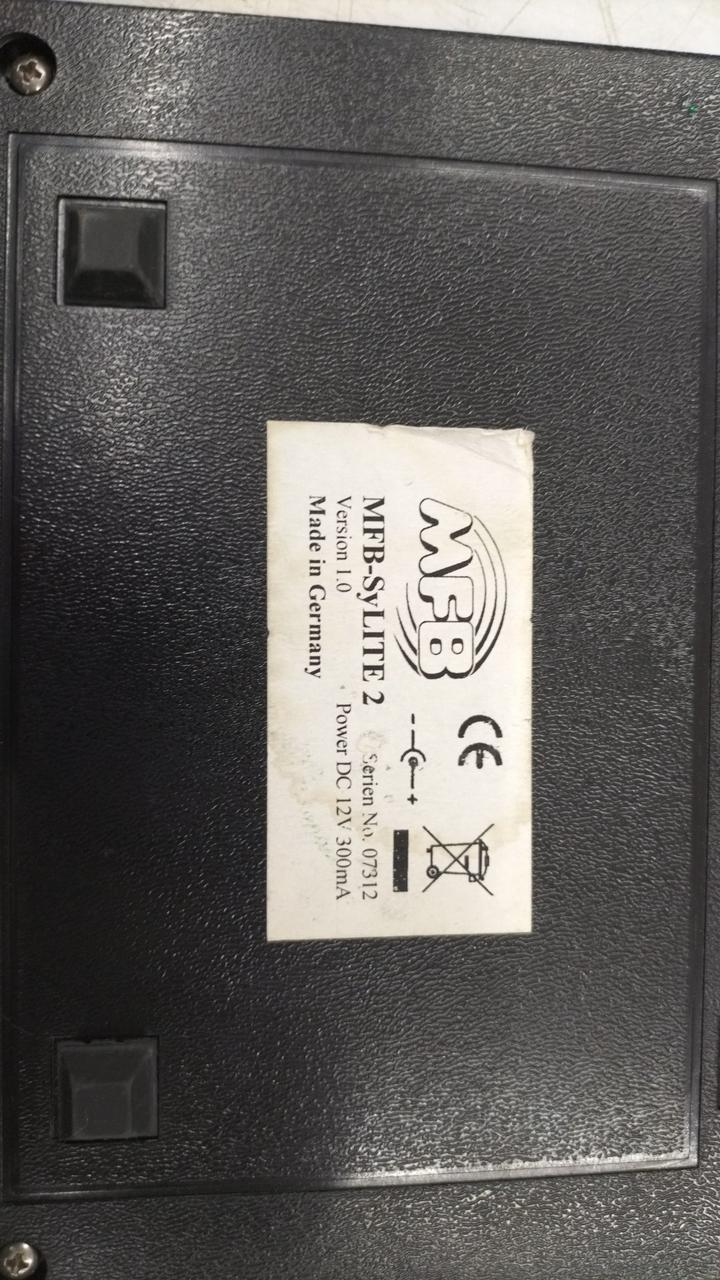 MFB
CE
- +
MFB-SyLITE 2
Serien No. 07312
Version 1.0
Power DC 12V 300mA
Made in Germany